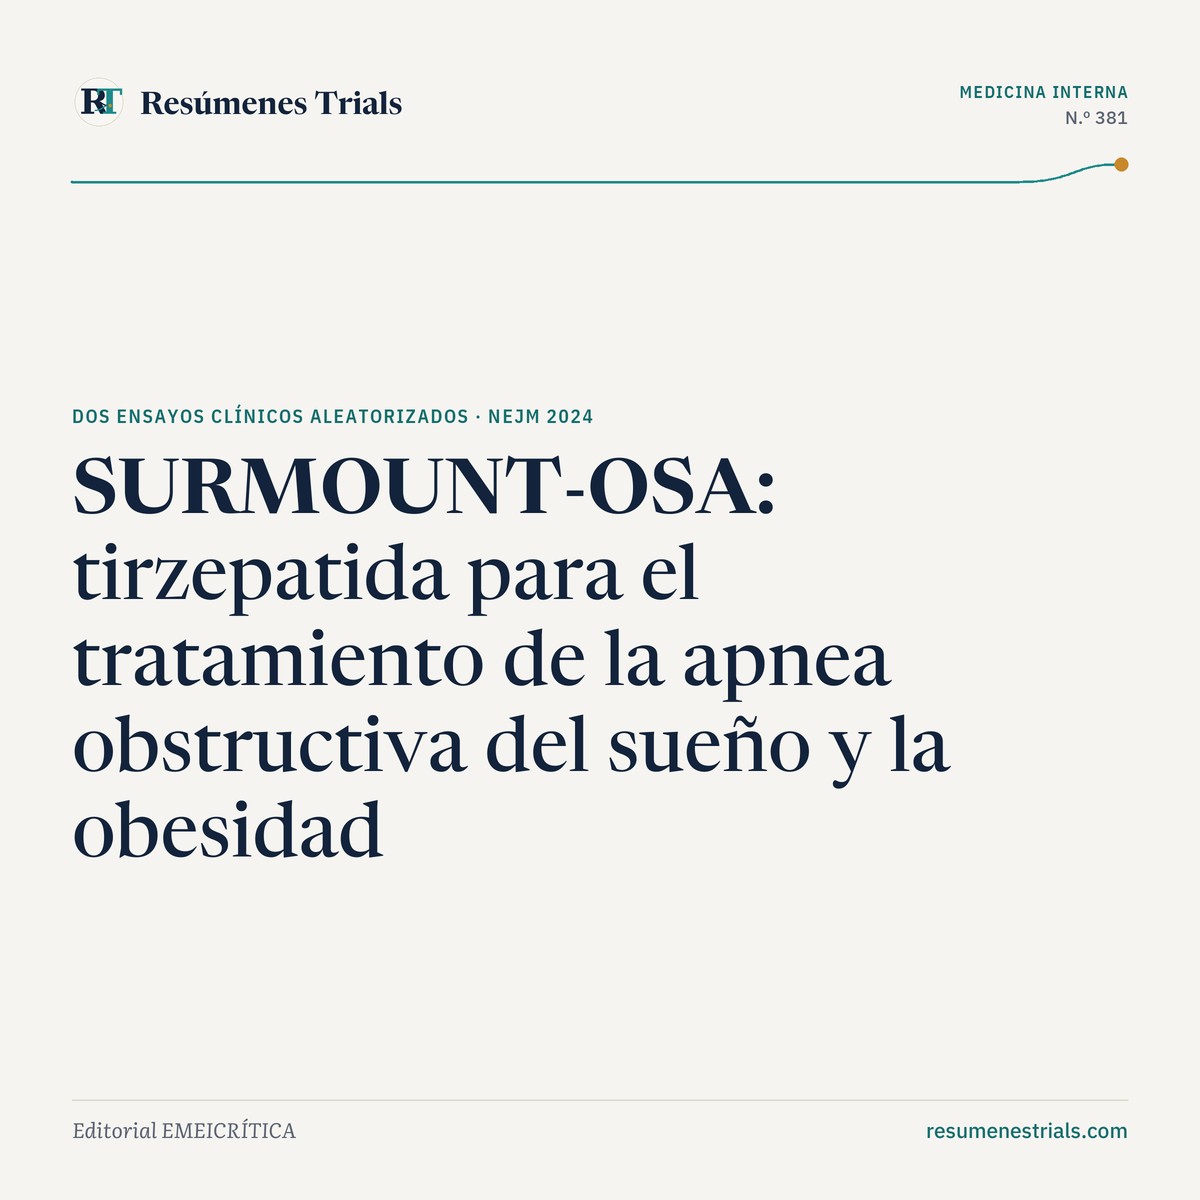 RT Resúmenes Trials
MEDICINA INTERNA
N.º 381
DOS ENSAYOS CLÍNICOS ALEATORIZADOS · NEJM 2024
SURMOUNT-OSA:
tirzepatida para el
tratamiento de la apnea
obstructiva del sueño y la
obesidad
Editorial EMEICRÍTICA
resumenestrials.com